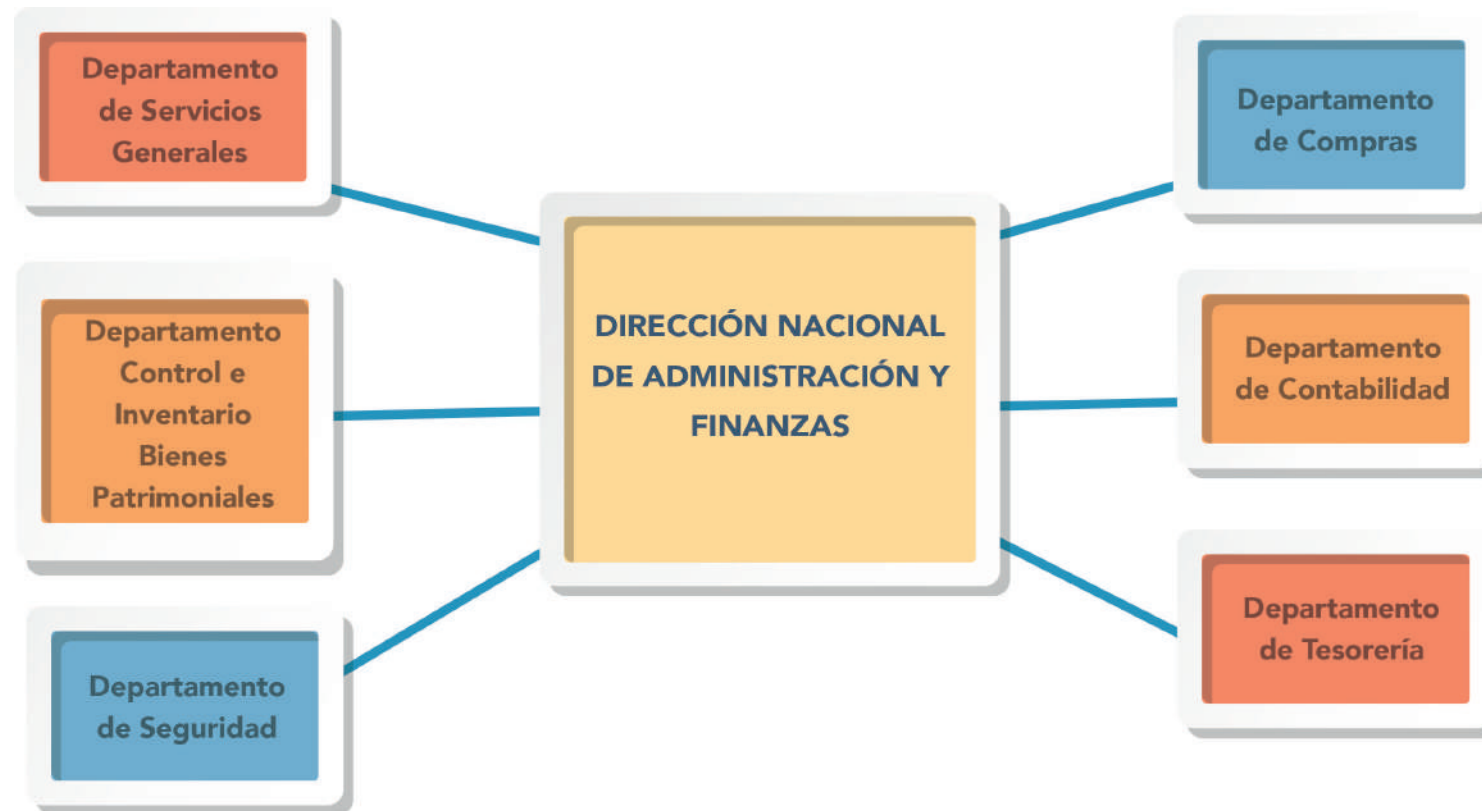 Departamento
de Servicios
Generales
Departamento
Control e
Inventario
Bienes
Patrimoniales
Departamento
de Seguridad
DIRECCIÓN NACIONAL
DE ADMINISTRACIÓN Y
FINANZAS
Departamento
de Compras
Departamento
de Contabilidad
Departamento
de Tesorería